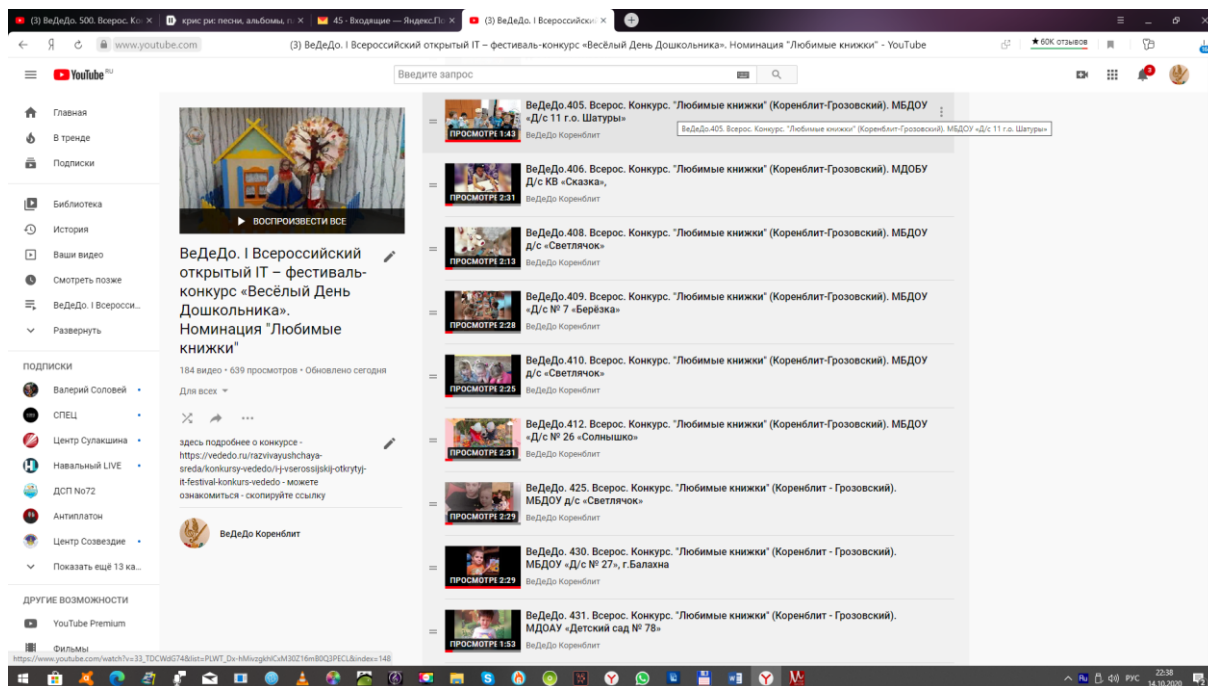 (3) ВеДеДо. 500. Всерос. Ко
крис ри: песни, альбомы, п
45 · Входящие — Яндекс.По
(3) ВеДеДо. I Всероссийски
www.youtube.com
(3) ВеДеДо. I Всероссийский открытый IT – фестиваль-конкурс «Весёлый День Дошкольника». Номинация "Любимые книжки" - YouTube
★ 60K отзывов
YouTube RU
Введите запрос
3
Главная
В тренде
Подписки
Библиотека
История
Ваши видео
Смотреть позже
ВеДеДо. I Всеросси...
Развернуть
ПОДПИСКИ
Валерий Соловей
СПЕЦ
Центр Сулакшина
Навальный LIVE
ДСП No72
Антиплатон
Центр Созвездие
Показать ещё 13 ка...
ДРУГИЕ ВОЗМОЖНОСТИ
YouTube Premium
Фильмы
ВОСПРОИЗВЕСТИ ВСЕ
ВеДеДо. I Всероссийский
открытый IT – фестиваль-
конкурс «Весёлый День
Дошкольника».
Номинация "Любимые
книжки"
184 видео • 639 просмотров • Обновлено сегодня
Для всех
здесь подробнее о конкурсе -
https://vededo.ru/razvivayushchaya-
sreda/konkursy-vededo/i-j-vserossijskij-otkrytyj-
it-festival-konkurs-vededo - можете
ознакомиться - скопируйте ссылку
ВеДеДо Коренблит
ВеДеДо.405. Всерос. Конкурс. "Любимые книжки" (Коренблит-Грозовский). МБДОУ
«Д/с 11 г.о. Шатуры»
ВеДеДо.405. Всерос. Конкурс. "Любимые книжки" (Коренблит-Грозовский). МБДОУ «Д/с 11 г.о. Шатуры»
ПРОСМОТРЕ 1:43
ВеДеДо Коренблит
ВеДеДо.406. Всерос. Конкурс. "Любимые книжки" (Коренблит-Грозовский). МДОБУ
Д/с КВ «Сказка»,
ПРОСМОТРЕ 2:31
ВеДеДо Коренблит
ВеДеДо.408. Всерос. Конкурс. "Любимые книжки" (Коренблит-Грозовский). МБДОУ
д/с «Светлячок»
ПРОСМОТРЕ 2:13
ВеДеДо Коренблит
ВеДеДо.409. Всерос. Конкурс. "Любимые книжки" (Коренблит-Грозовский). МБДОУ
«Д/с № 7 «Берёзка»
ПРОСМОТРЕ 2:28
ВеДеДо Коренблит
ВеДеДо.410. Всерос. Конкурс. "Любимые книжки" (Коренблит-Грозовский). МБДОУ
д/с «Светлячок»
ПРОСМОТРЕ 2:25
ВеДеДо Коренблит
ВеДеДо.412. Всерос. Конкурс. "Любимые книжки" (Коренблит-Грозовский). МБДОУ
«Д/с № 26 «Солнышко»
ПРОСМОТРЕ 2:31
ВеДеДо Коренблит
ВеДеДо. 425. Всерос. Конкурс. "Любимые книжки" (Коренблит - Грозовский).
МБДОУ д/с «Светлячок»
ПРОСМОТРЕ 2:29
ВеДеДо Коренблит
ВеДеДо. 430. Всерос. Конкурс. "Любимые книжки" (Коренблит - Грозовский).
МБДОУ «Д/с № 27», г.Балахна
ПРОСМОТРЕ 2:29
ВеДеДо Коренблит
ВеДеДо. 431. Всерос. Конкурс. "Любимые книжки" (Коренблит - Грозовский).
МДОАУ «Детский сад № 78»
ПРОСМОТРЕ 1:53
ВеДеДо Коренблит
Ru
РУС
22:38
14.10.2020